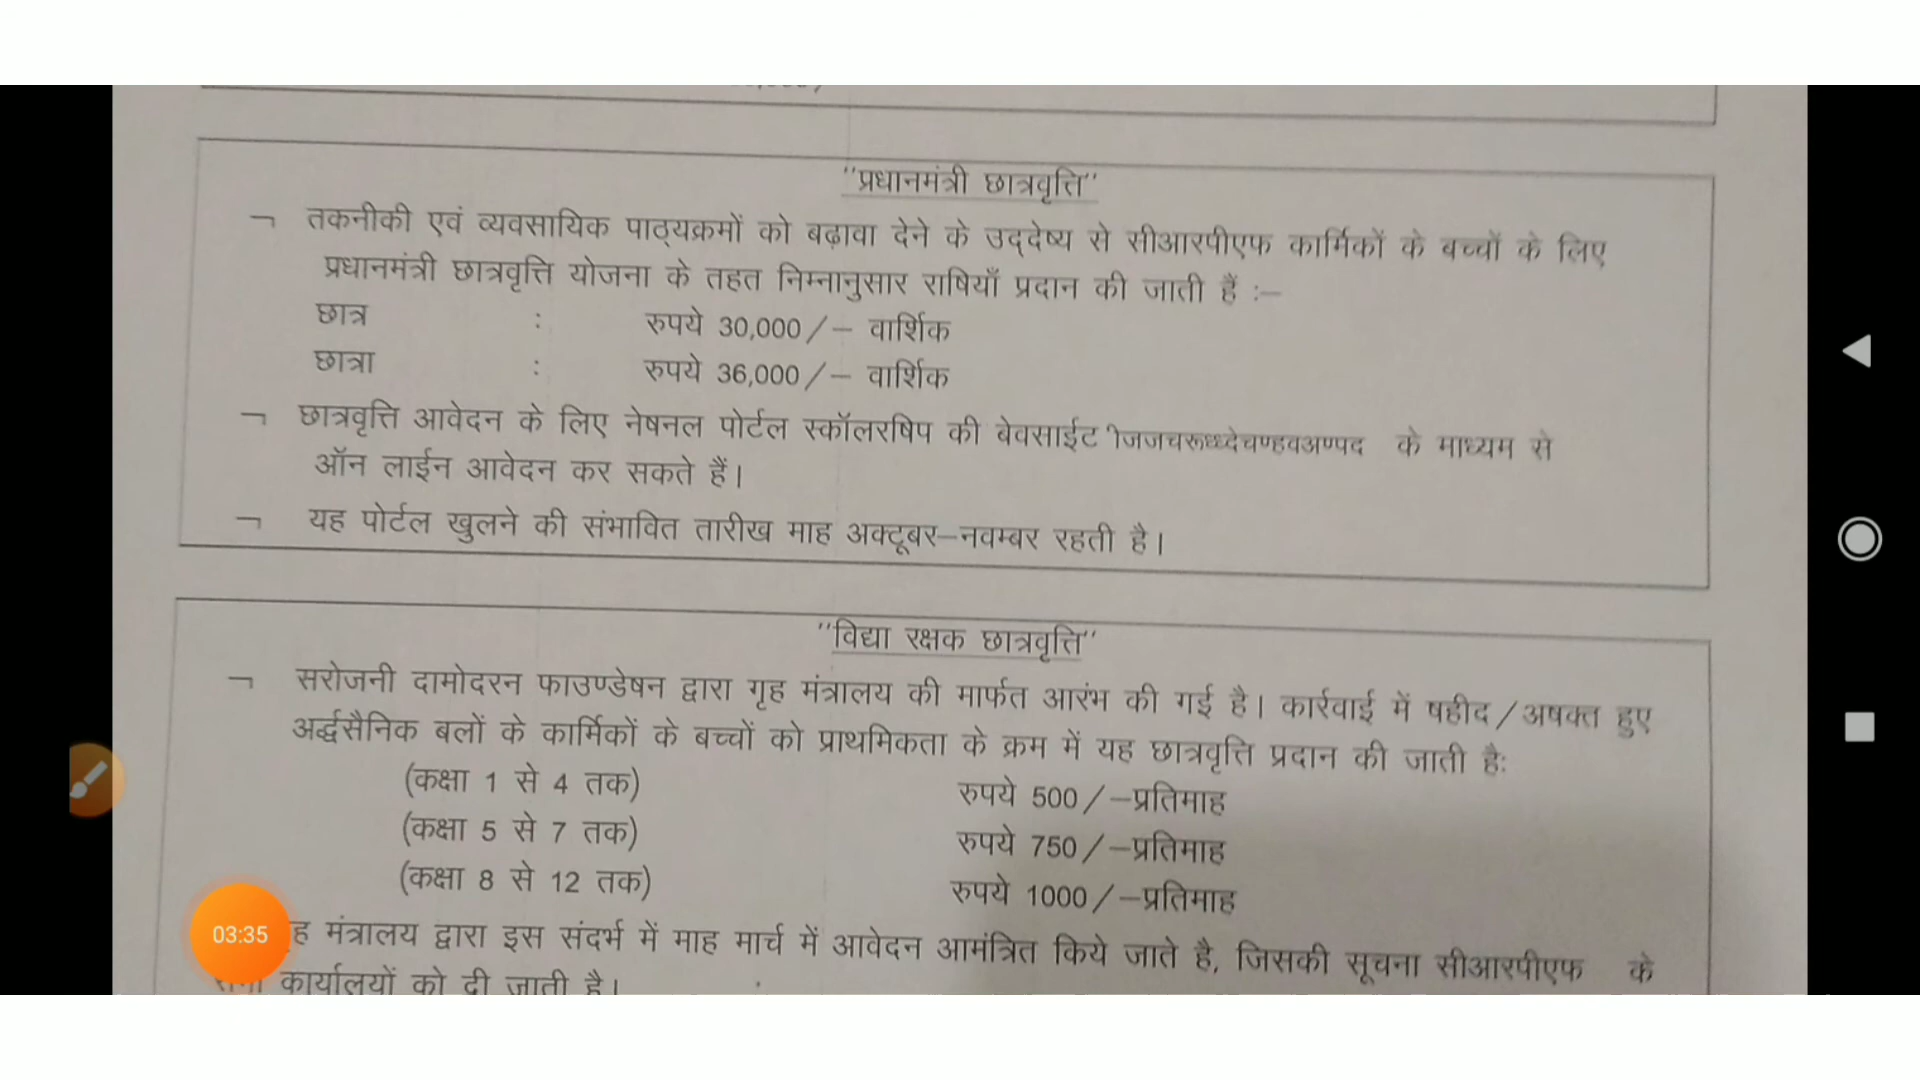 "प्रधानमंत्री छात्रवृत्ति"
¬ तकनीकी एवं व्यवसायिक पाठ्यक्रमों को बढ़ावा देने के उद्देष्य से सीआरपीएफ कार्मिकों के बच्चों के लिए
प्रधानमंत्री छात्रवृत्ति योजना के तहत निम्नानुसार राषियाँ प्रदान की जाती हैं :–
छात्र : रुपये 30,000/– वार्शिक
छात्रा : रुपये 36,000/– वार्शिक
¬ छात्रवृत्ति आवेदन के लिए नेषनल पोर्टल स्कॉलरषिप की बेवसाईट के माध्यम से
ऑन लाईन आवेदन कर सकते हैं।
¬ यह पोर्टल खुलने की संभावित तारीख माह अक्टूबर–नवम्बर रहती है।
"विद्या रक्षक छात्रवृत्ति"
¬ सरोजनी दामोदरन फाउण्डेषन द्वारा गृह मंत्रालय की मार्फत आरंभ की गई है। कार्रवाई में षहीद/अषक्त हुए
अर्द्धसैनिक बलों के कार्मिकों के बच्चों को प्राथमिकता के क्रम में यह छात्रवृत्ति प्रदान की जाती हैः
(कक्षा 1 से 4 तक) रुपये 500/–प्रतिमाह
(कक्षा 5 से 7 तक) रुपये 750/–प्रतिमाह
(कक्षा 8 से 12 तक) रुपये 1000/–प्रतिमाह
03:35
मंत्रालय द्वारा इस संदर्भ में माह मार्च में आवेदन आमंत्रित किये जाते है, जिसकी सूचना सीआरपीएफ के
कार्यालयों को दी जाती है।